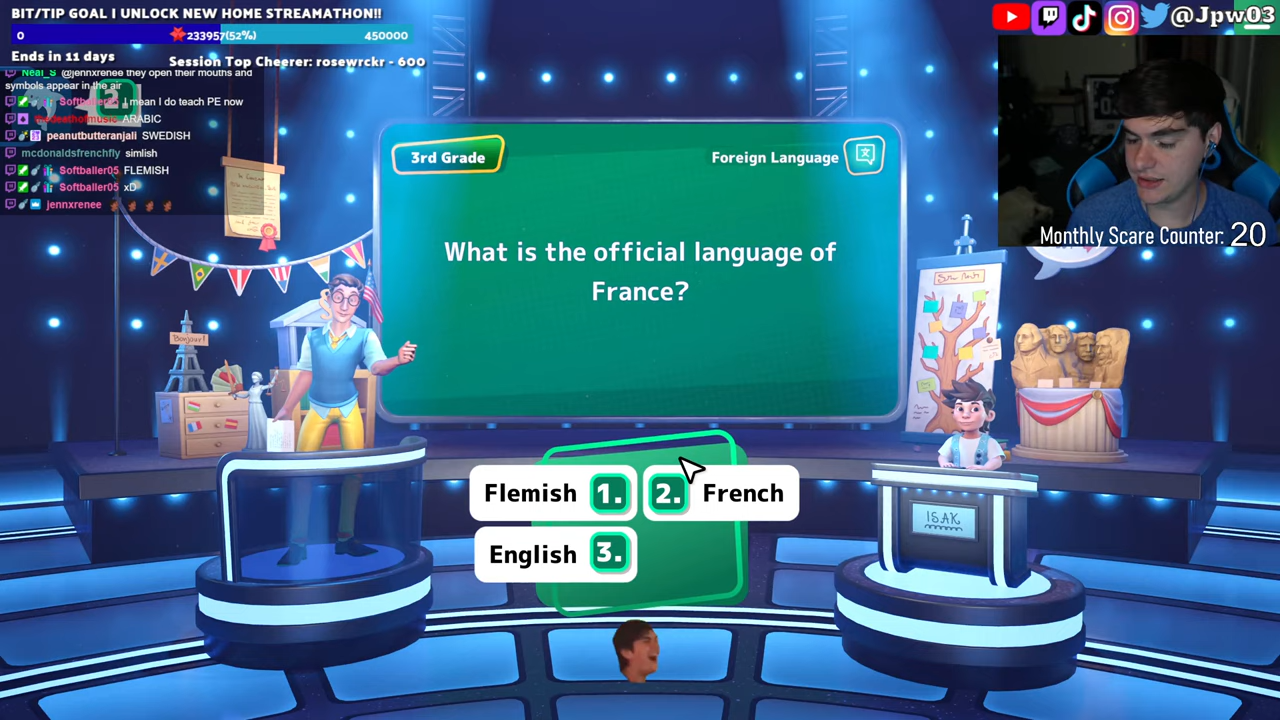 BIT/TIP GOAL I UNLOCK NEW HOME STREAMATHON!!
0
233957(52%)
450000
Ends in 11 days
Session Top Cheerer: rosewrckr - 600
Neal_S @jennxrenee they open their mouths and
symbols appear in the air
Softballer05 I mean I do teach PE now
thedeathofmusic ARABIC
peanutbutteranjali SWEDISH
mcdonaldsfrenchfly simlish
Softballer05 FLEMISH
Softballer05 xD
jennxrenee
@Jpw03
Monthly Scare Counter: 20
3rd Grade
Foreign Language
What is the official language of
France?
Bonjour!
Flemish 1.
2. French
English 3.
ISAK